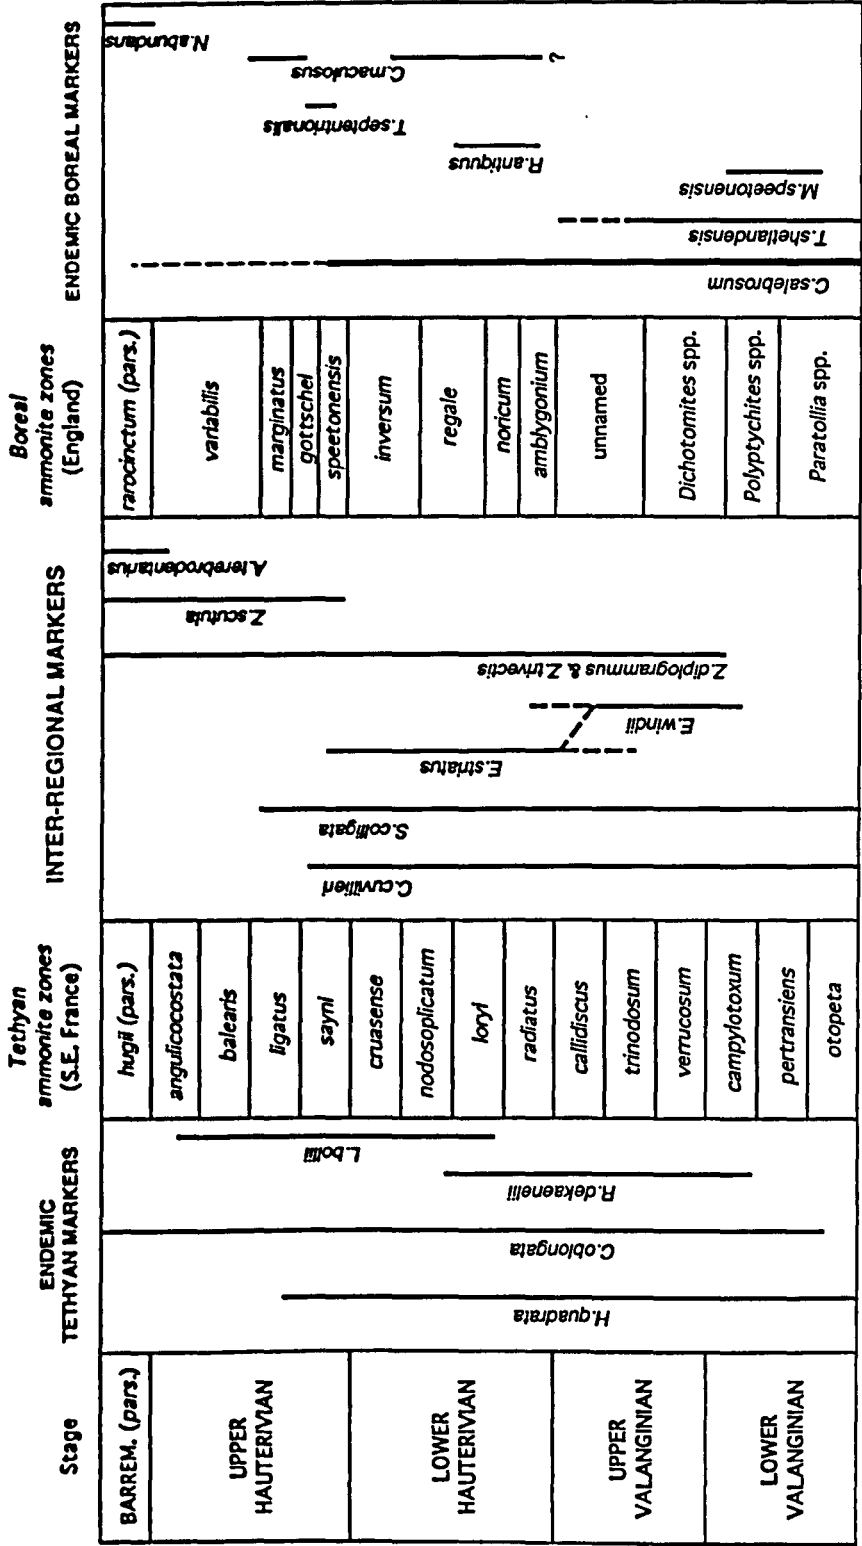 Stage
ENDEMIC
TETHYAN MARKERS
Tethyan
ammonite zones
(S.E. France)
INTER-REGIONAL MARKERS
Boreal
ammonite zones
(England)
ENDEMIC BOREAL MARKERS
BARREM. (pars.)
UPPER
HAUTERIVIAN
LOWER
HAUTERIVIAN
UPPER
VALANGINIAN
LOWER
VALANGINIAN
H.quadrata
C.oblongata
R.dekaenelii
L.bollii
hugii (pars.)
angulicocostata
balearis
ligatus
sayni
cruasense
nodosoplicatum
loryi
radiatus
callidiscus
trinodosum
verrucosum
campylotoxum
pertransiens
otopeta
C.cuvillieri
S.colligata
E.striatus
E.windii
Z.diplogrammus & Z.trivectis
Z.scutula
A.terebrodentarius
rarocinctum (pars.)
variabilis
marginatus
gottschei
speetonensis
inversum
regale
noricum
amblygonium
unnamed
Dichotomites spp.
Polyptychites spp.
Paratollia spp.
C.salebrosum
T.shetlandensis
M.speetonensis
R.antiquus
T.septentrionalis
C.maculosus
?
N.abundans